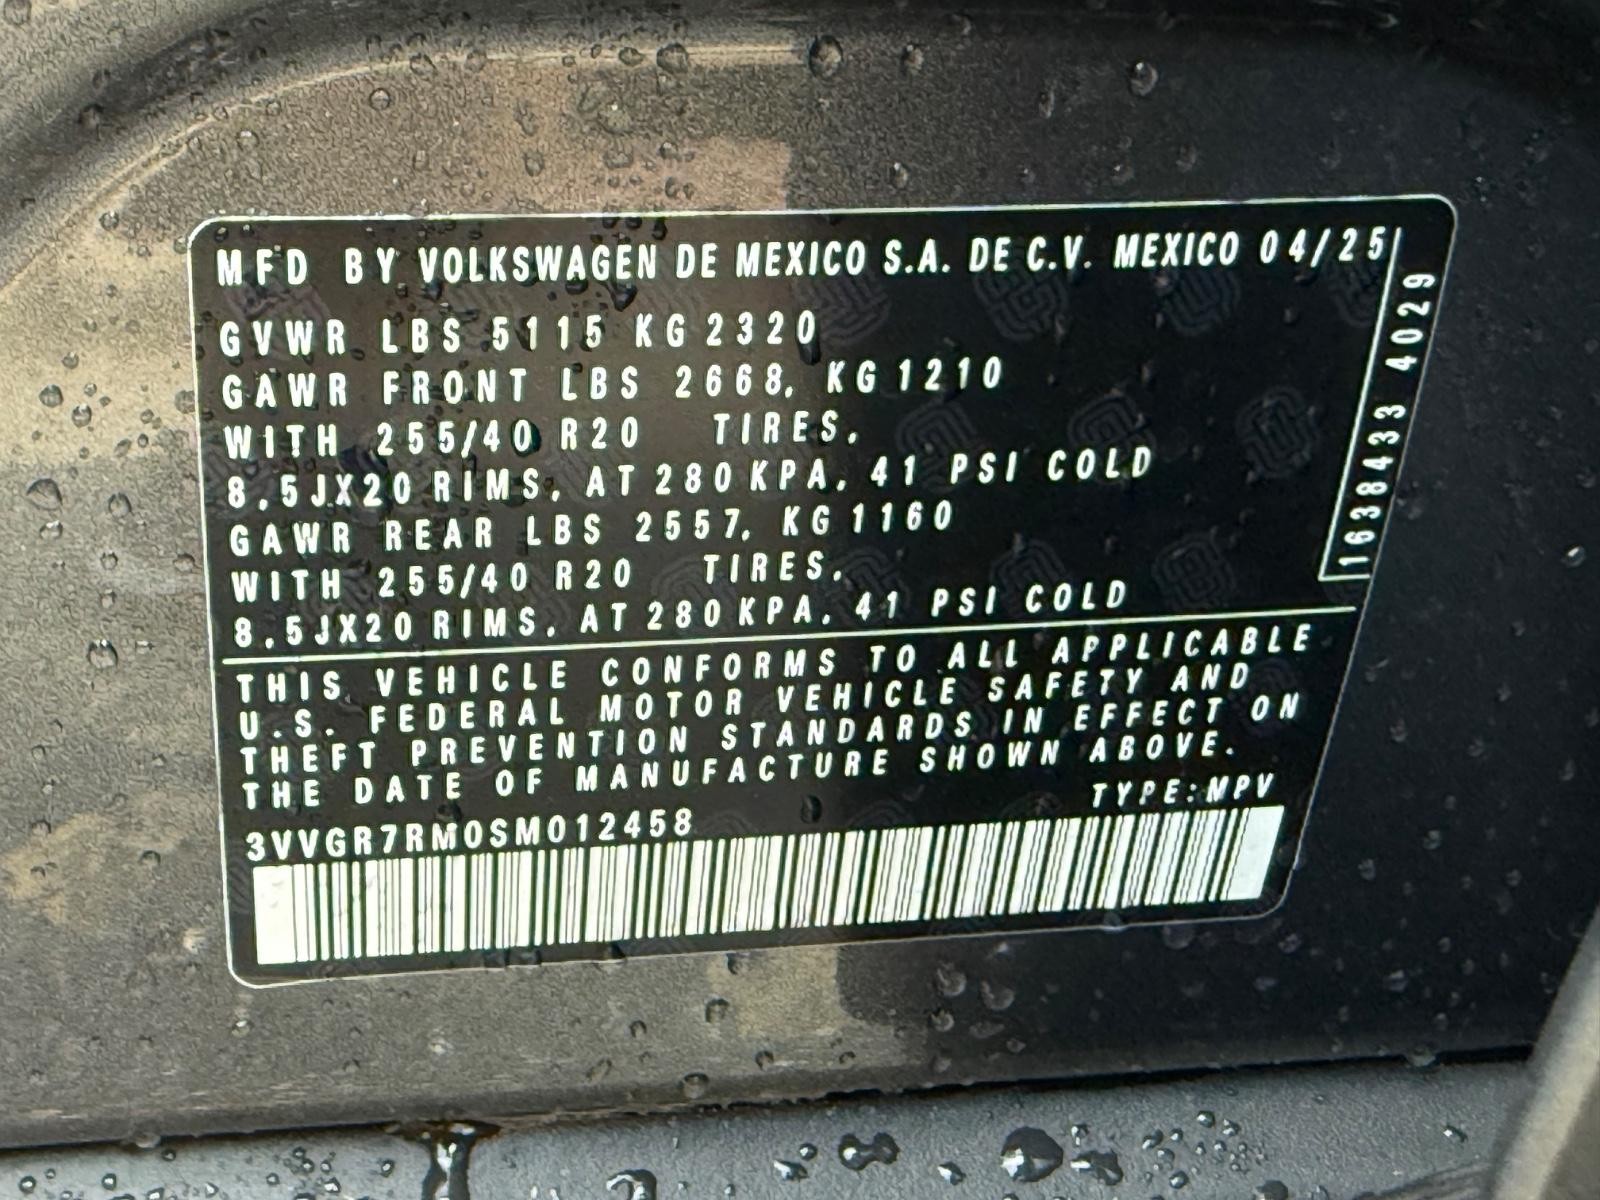 MFD BY VOLKSWAGEN DE MEXICO S.A. DE C.V. MEXICO 04/25
GVWR LBS 5115 KG 2320
GAWR FRONT LBS 2668, KG 1210
WITH 255/40 R20 TIRES,
8,5JX20 RIMS, AT 280 KPA, 41 PSI COLD
GAWR REAR LBS 2557, KG 1160
WITH 255/40 R20 TIRES,
8,5JX20 RIMS, AT 280 KPA, 41 PSI COLD
16384433 4029
THIS VEHICLE CONFORMS TO ALL APPLICABLE
U.S. FEDERAL MOTOR VEHICLE SAFETY AND
THEFT PREVENTION STANDARDS IN EFFECT ON
THE DATE OF MANUFACTURE SHOWN ABOVE.
TYPE:MPV
3VVGR7RM0SM012458